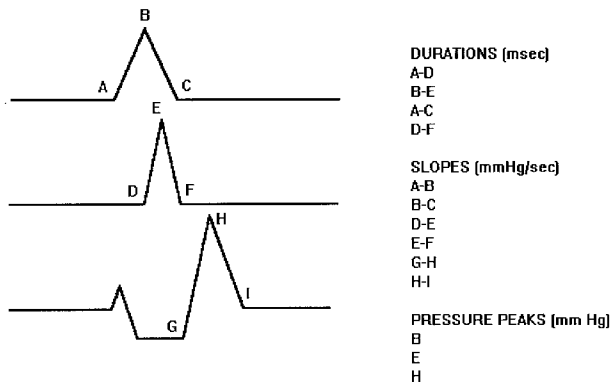 B
A
C
E
D
F
H
G
I
DURATIONS (msec)
A-D
B-E
A-C
D-F
SLOPES (mmHg/sec)
A-B
B-C
D-E
E-F
G-H
H-I
PRESSURE PEAKS (mm Hg)
B
E
H